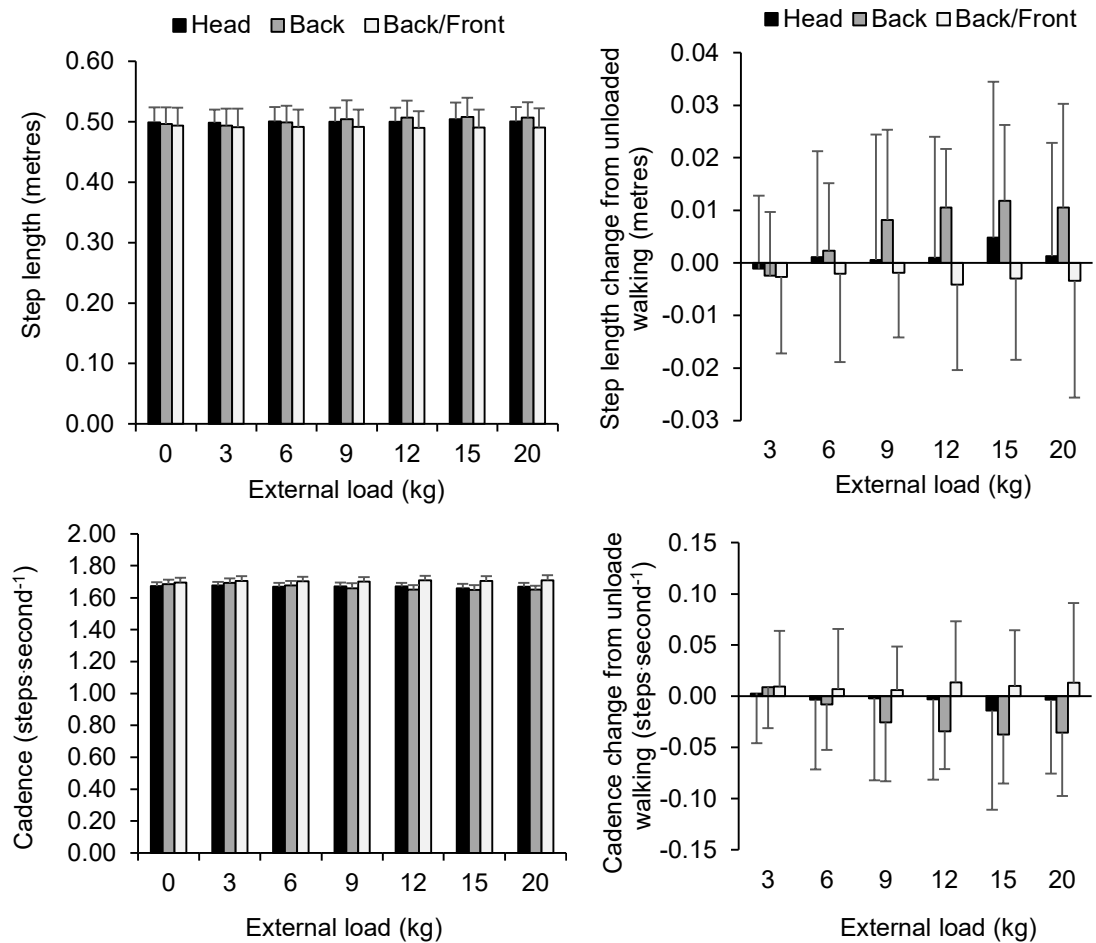 Head Back Back/Front
Step length (metres)
0.60
0.50
0.40
0.30
0.20
0.10
0.00
0 3 6 9 12 15 20
External load (kg)
Head Back Back/Front
Step length change from unloaded
walking (metres)
0.04
0.03
0.02
0.01
0.00
-0.01
-0.02
-0.03
3 6 9 12 15 20
External load (kg)
Cadence (steps·second-1)
2.00
1.80
1.60
1.40
1.20
1.00
0.80
0.60
0.40
0.20
0.00
0 3 6 9 12 15 20
External load (kg)
Cadence change from unloade
walking (steps·second-1)
0.15
0.10
0.05
0.00
-0.05
-0.10
-0.15
3 6 9 12 15 20
External load (kg)